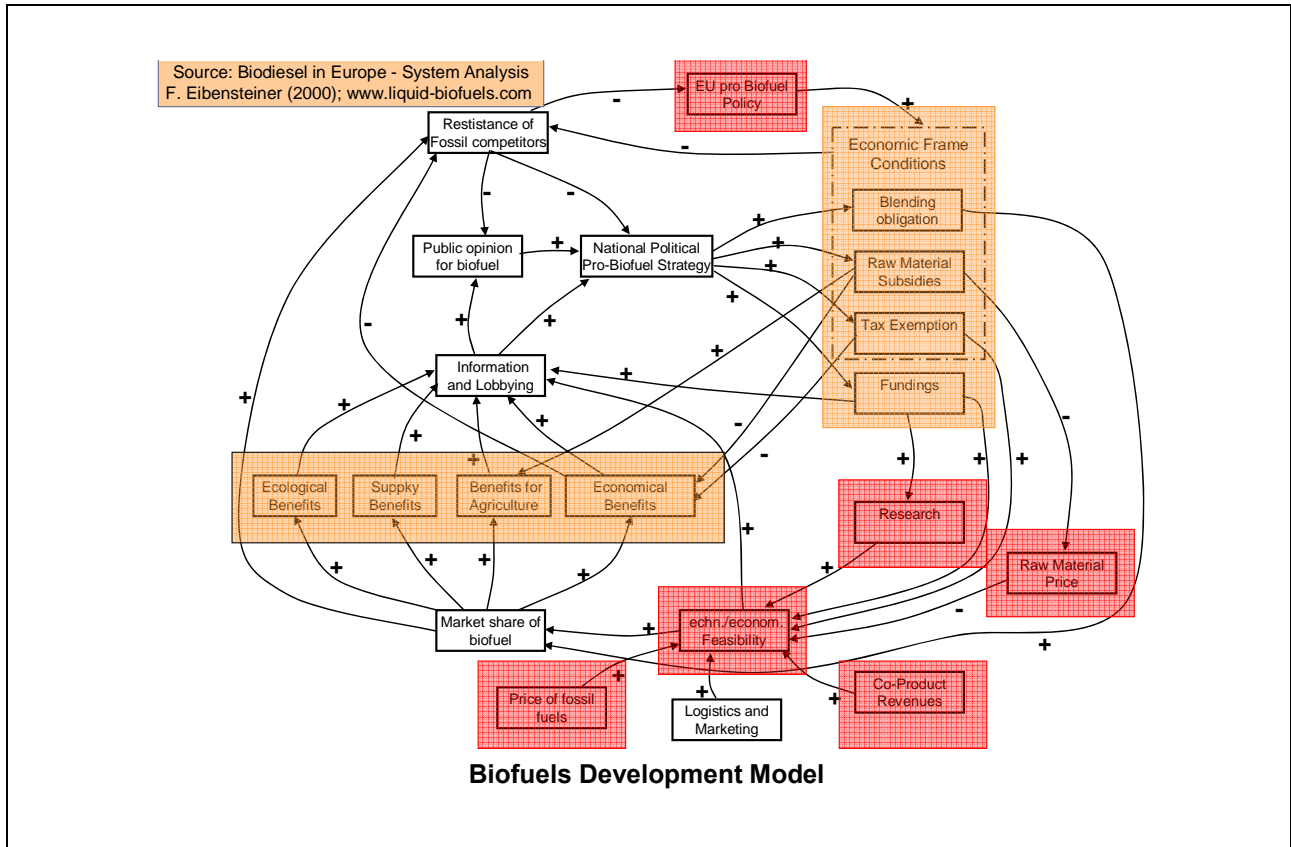 Source: Biodiesel in Europe - System Analysis
F. Eibensteiner (2000); www.liquid-biofuels.com
EU pro Biofuel
Policy
-
+
Restistance of
Fossil competitors
-
Economic Frame
Conditions
-
-
Blending
obligation
+
Public opinion
for biofuel
+
National Political
Pro-Biofuel Strategy
+
+
Raw Material
Subsidies
+
+
+
-
Tax Exemption
+
Information
and Lobbying
+
Fundings
+
+
+
+
-
-
+
-
+
+
+
Ecological
Benefits
Suppky
Benefits
Benefits for
Agriculture
Economical
Benefits
Research
+
+
+
+
+
+
Raw Material
Price
-
Market share of
biofuel
+
echn./econom.
Feasibility
+
+
Price of fossil
fuels
+
Logistics and
Marketing
+
Co-Product
Revenues
Biofuels Development Model